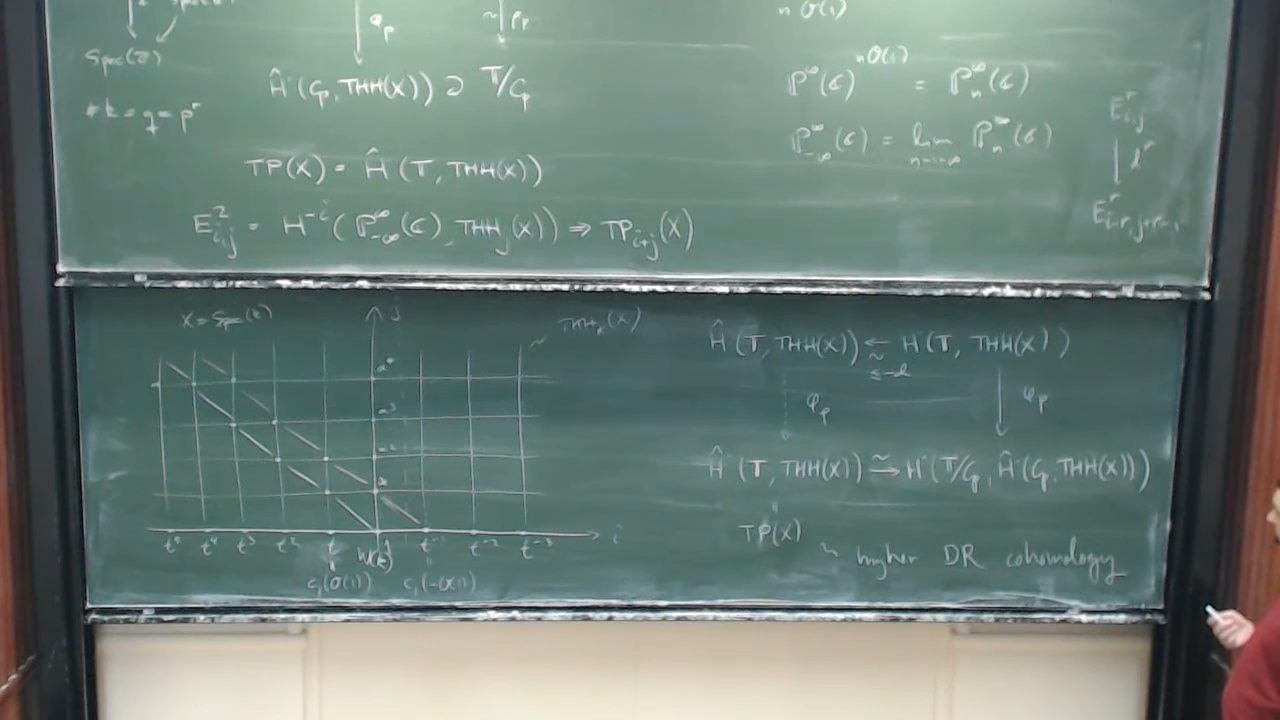 Spec(Z)
#k = q = p^r
φ_p
Ĥ˙(C_p, THH(X)) ↻ T/C_p
TP(X) = Ĥ˙(T, THH(X))
E²_{i,j} = H^{-i}(P^∞_{-∞}(C), THH_j(X)) ⇒ TP_{i+j}(X)
n O(1)
P^∞(C)^{nO(1)} = P^∞_n(C)
P^∞_{-∞}(C) = lim_{n→-∞} P^∞_n(C)
E^r_{i,j}
↓ d^r
E^r_{i-r,j+r-1}
X = Spec(k)
j
t⁴ t³ t² t t^{-1} t^{-2} t^{-3} i
W(k)
c₁(O(1)) c₁(-O(1))
Ĥ˙(T, THH(X)) ← H˙(T, THH(X))
φ_p φ_p
Ĥ˙(T, THH(X)) →~ H˙(T/C_p, Ĥ˙(C_p, THH(X)))
TP(X)
~ higher DR cohomology